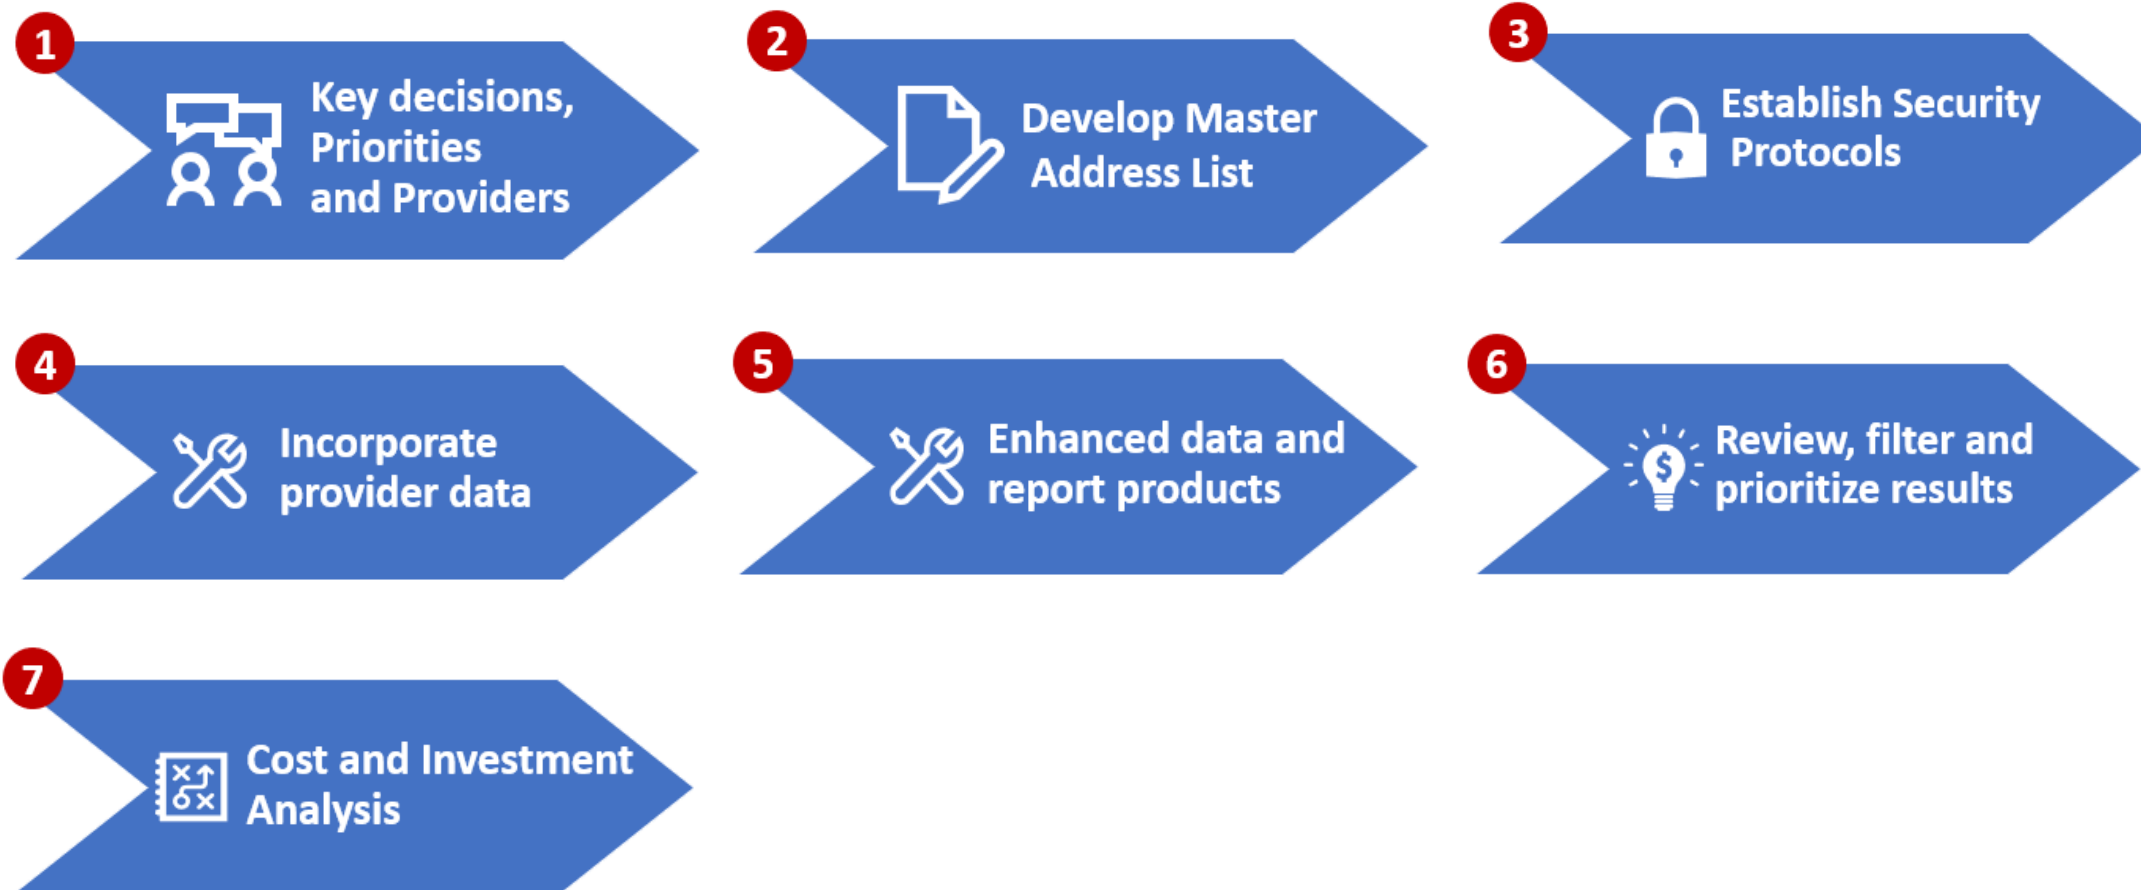 1
Key decisions,
Priorities
and Providers
2
Develop Master
Address List
3
Establish Security
Protocols
4
Incorporate
provider data
5
Enhanced data and
report products
6
$
Review, filter and
prioritize results
7
Cost and Investment
Analysis